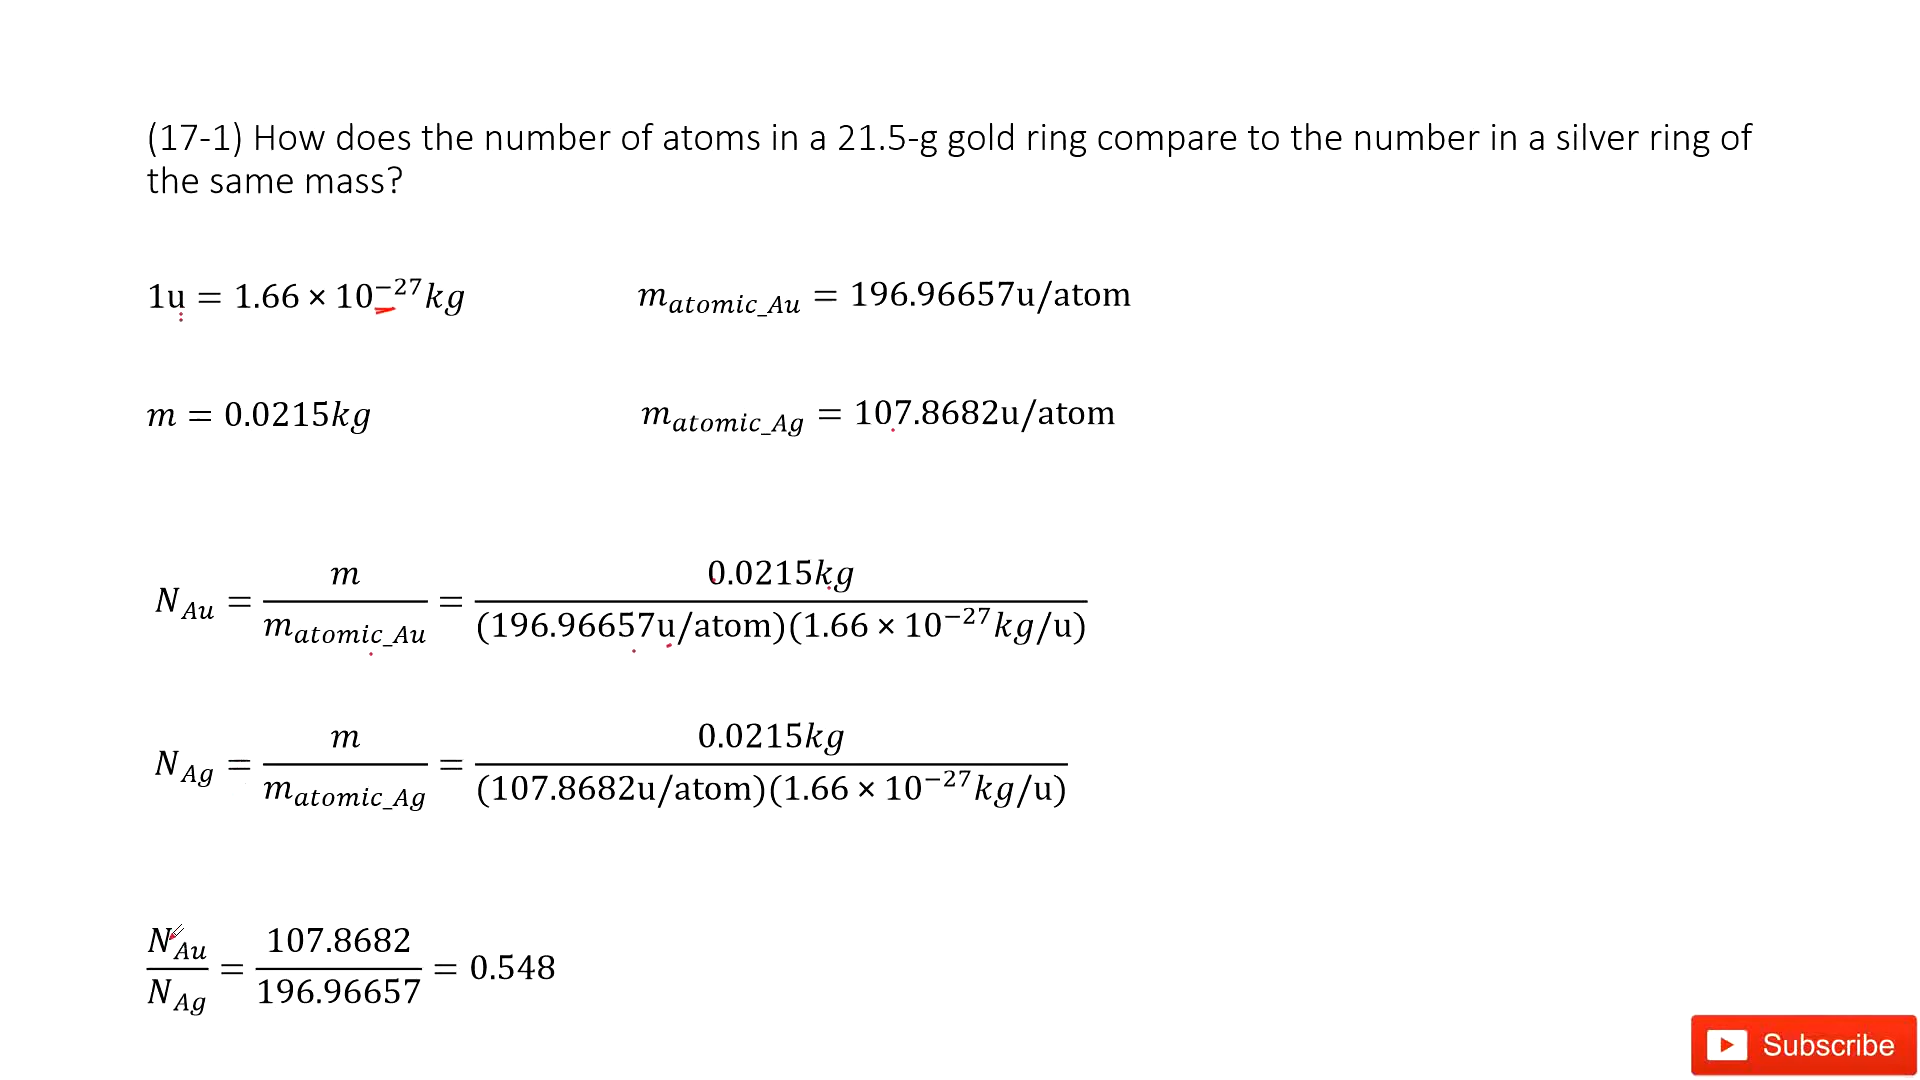 (17-1) How does the number of atoms in a 21.5-g gold ring compare to the number in a silver ring of
the same mass?
1u = 1.66 × 10⁻²⁷kg
m_atomic_Au = 196.96657u/atom
m = 0.0215kg
m_atomic_Ag = 107.8682u/atom
N_Au = m / m_atomic_Au = 0.0215kg / (196.96657u/atom)(1.66 × 10⁻²⁷kg/u)
N_Ag = m / m_atomic_Ag = 0.0215kg / (107.8682u/atom)(1.66 × 10⁻²⁷kg/u)
N_Au / N_Ag = 107.8682 / 196.96657 = 0.548
Subscribe